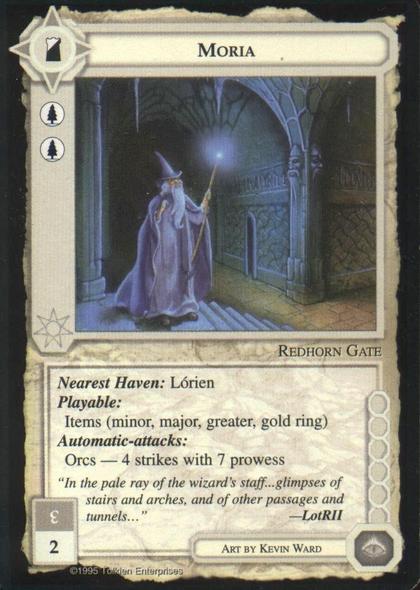 MORIA
REDHORN GATE
Nearest Haven: Lórien
Playable:
Items (minor, major, greater, gold ring)
Automatic-attacks:
Orcs — 4 strikes with 7 prowess
“In the pale ray of the wizard's staff...glimpses of
stairs and arches, and of other passages and
tunnels…” —LotRII
3
2
ART BY KEVIN WARD
©1995 Tolkien Enterprises